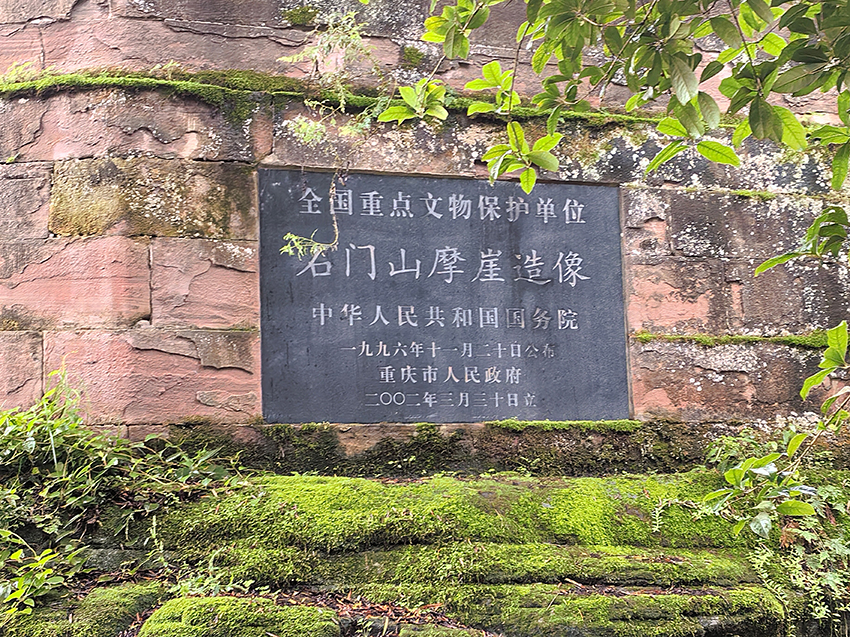 全国重点文物保护单位
石门山摩崖造像
中华人民共和国国务院
一九九六年十一月二十日公布
重庆市人民政府
二〇〇二年三月三十日立